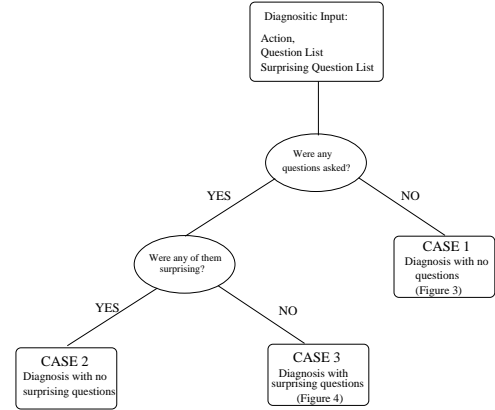 Diagnositic Input:
Action,
Question List
Surprising Question List
Were any
questions asked?
YES
NO
CASE 1
Diagnosis with no
questions
(Figure 3)
Were any of them
surprising?
YES
NO
CASE 2
Diagnosis with no
surprising questions
CASE 3
Diagnosis with
surprising questions
(Figure 4)